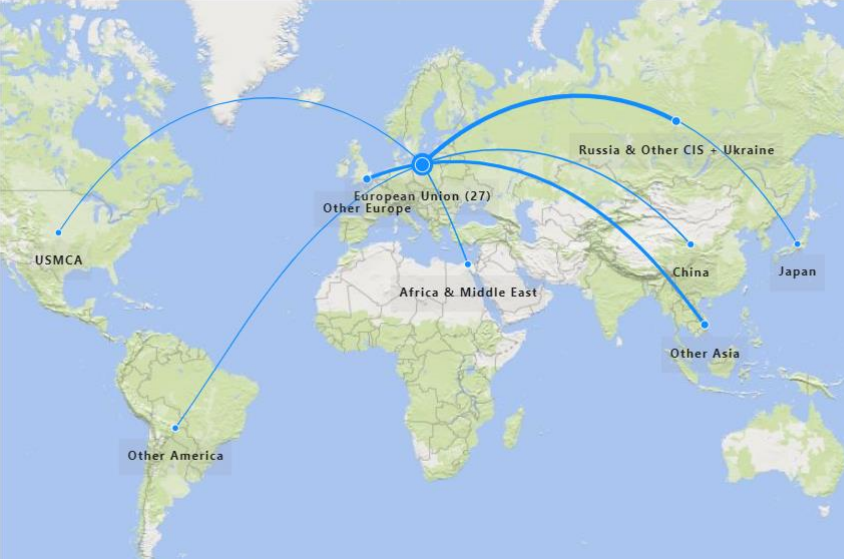 Russia & Other CIS + Ukraine
European Union (27)
Other Europe
USMCA
China
Japan
Africa & Middle East
Other Asia
Other America